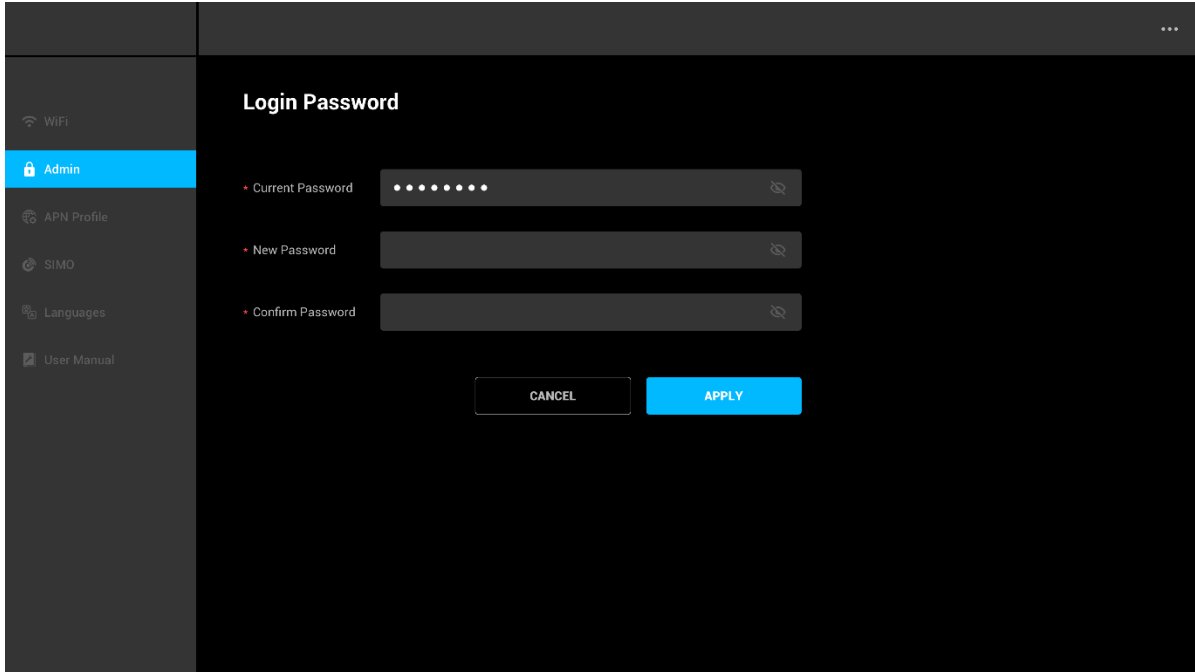 •••
WiFi
Admin
APN Profile
SIMO
Languages
User Manual
Login Password
* Current Password ••••••••
* New Password
* Confirm Password
CANCEL APPLY